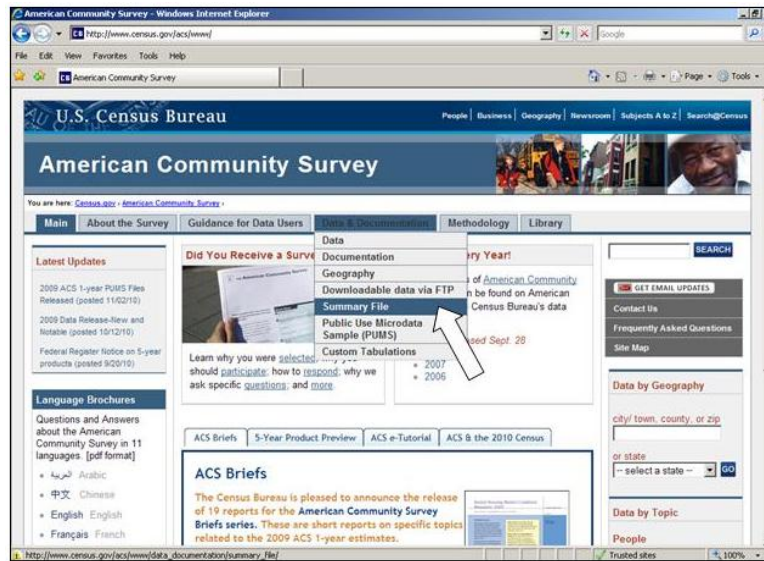 American Community Survey - Windows Internet Explorer
http://www.census.gov/acs/www/
Google
File Edit View Favorites Tools Help
American Community Survey
Page Tools
U.S. Census Bureau
People | Business | Geography | Newsroom | Subjects A to Z | Search@Census
American Community Survey
You are here: Census.gov › American Community Survey ›
Main About the Survey Guidance for Data Users Data & Documentation Methodology Library
Data
Documentation
Geography
Downloadable data via FTP
Summary File
Public Use Microdata
Sample (PUMS)
Custom Tabulations
Latest Updates
2009 ACS 1-year PUMS Files
Released (posted 11/02/10)
2009 Data Release-New and
Notable (posted 10/12/10)
Federal Register Notice on 5-year
products (posted 9/20/10)
Language Brochures
Questions and Answers
about the American
Community Survey in 11
languages. [pdf format]
العربية Arabic
中文 Chinese
English English
Français French
Did You Receive a Surve
Learn why you were selected, why you
should participate; how to respond; why we
ask specific questions; and more.
ery Year!
of American Community
n be found on American
Census Bureau's data
sed Sept. 28
2007
2006
ACS Briefs 5-Year Product Preview ACS e-Tutorial ACS & the 2010 Census
ACS Briefs
The Census Bureau is pleased to announce the release
of 19 reports for the American Community Survey
Briefs series. These are short reports on specific topics
related to the 2009 ACS 1-year estimates.
SEARCH
GET EMAIL UPDATES
Contact Us
Frequently Asked Questions
Site Map
Data by Geography
city/ town, county, or zip
or state
-- select a state -- GO
Data by Topic
People
http://www.census.gov/acs/www/data_documentation/summary_file/
Trusted sites 100%